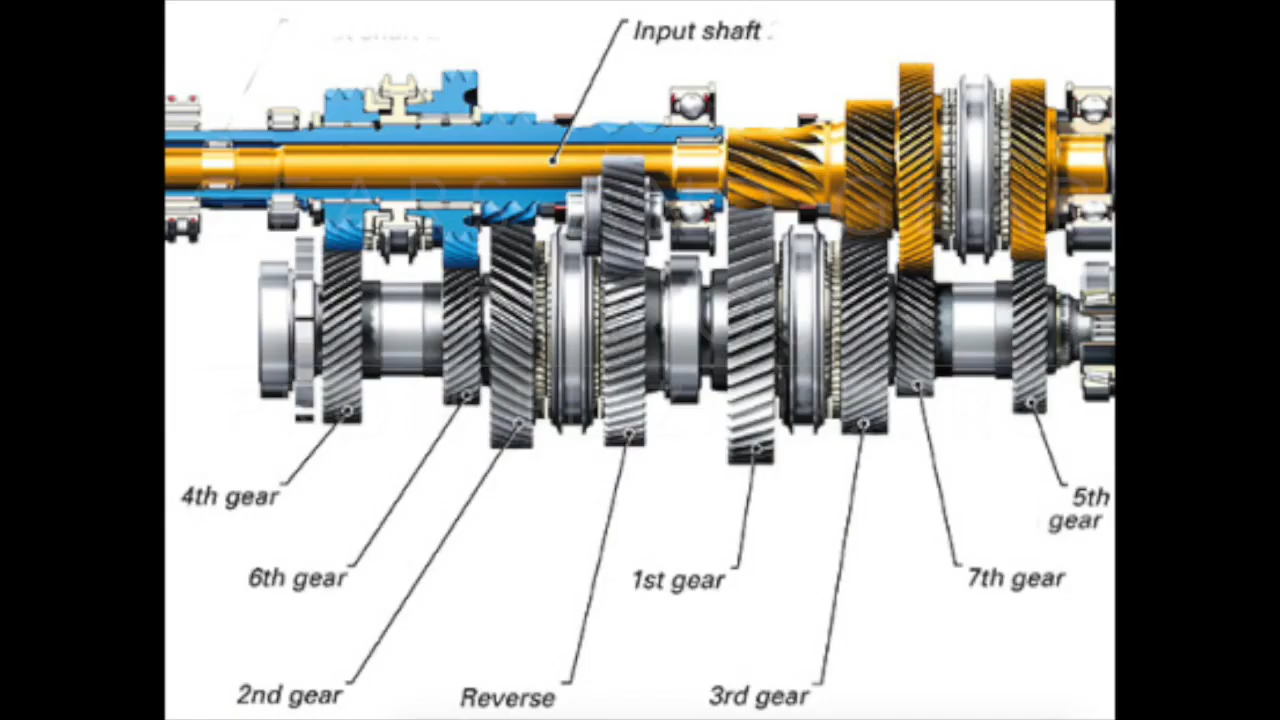 Input shaft
4th gear
5th
gear
6th gear
1st gear
7th gear
2nd gear
Reverse
3rd gear